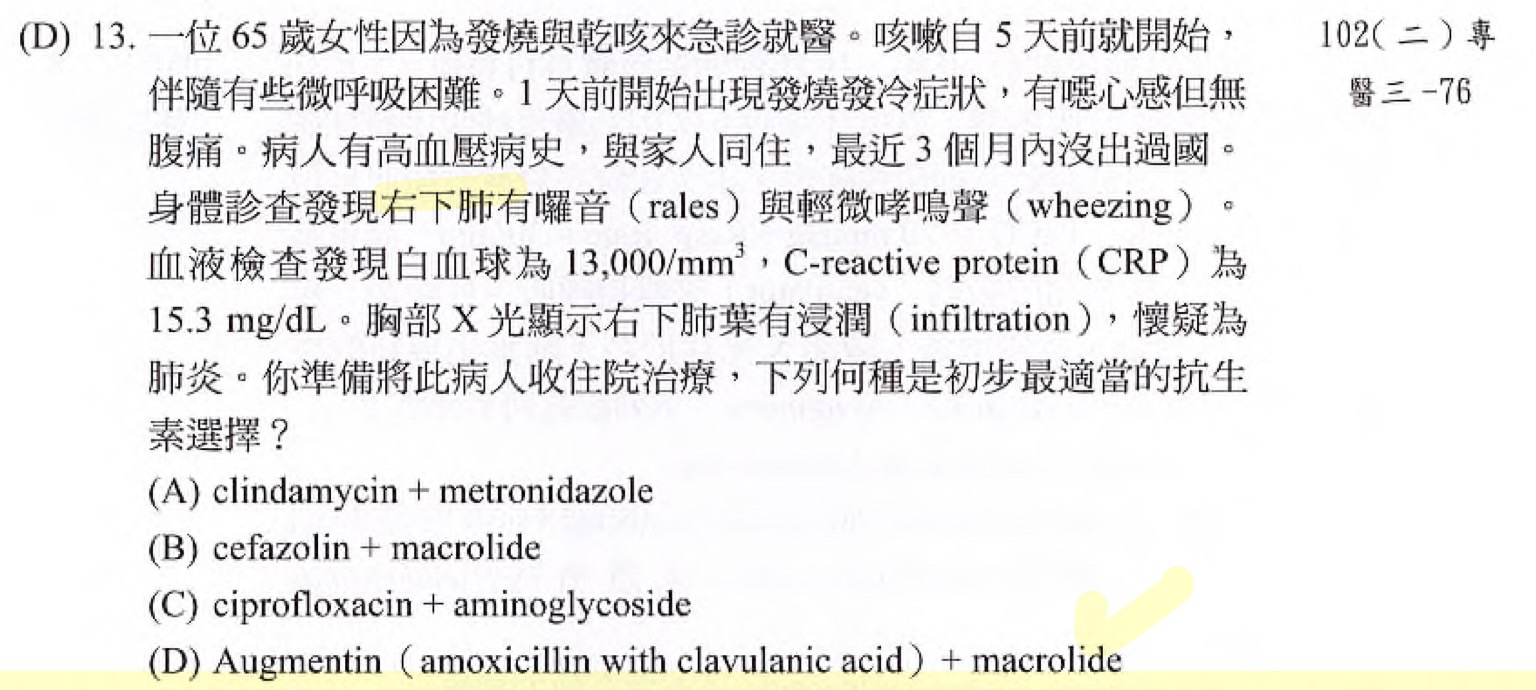 (D) 13. 一位 65 歲女性因為發燒與乾咳來急診就醫。咳嗽自 5 天前就開始，
102(二)專
伴隨有些微呼吸困難。1 天前開始出現發燒發冷症狀，有噁心感但無
醫三-76
腹痛。病人有高血壓病史，與家人同住，最近 3 個月內沒出過國。
身體診查發現右下肺有囉音（rales）與輕微哮鳴聲（wheezing）。
血液檢查發現白血球為 13,000/mm³，C-reactive protein（CRP）為
15.3 mg/dL。胸部 X 光顯示右下肺葉有浸潤（infiltration），懷疑為
肺炎。你準備將此病人收住院治療，下列何種是初步最適當的抗生
素選擇？
(A) clindamycin + metronidazole
(B) cefazolin + macrolide
(C) ciprofloxacin + aminoglycoside
(D) Augmentin（amoxicillin with clavulanic acid）+ macrolide